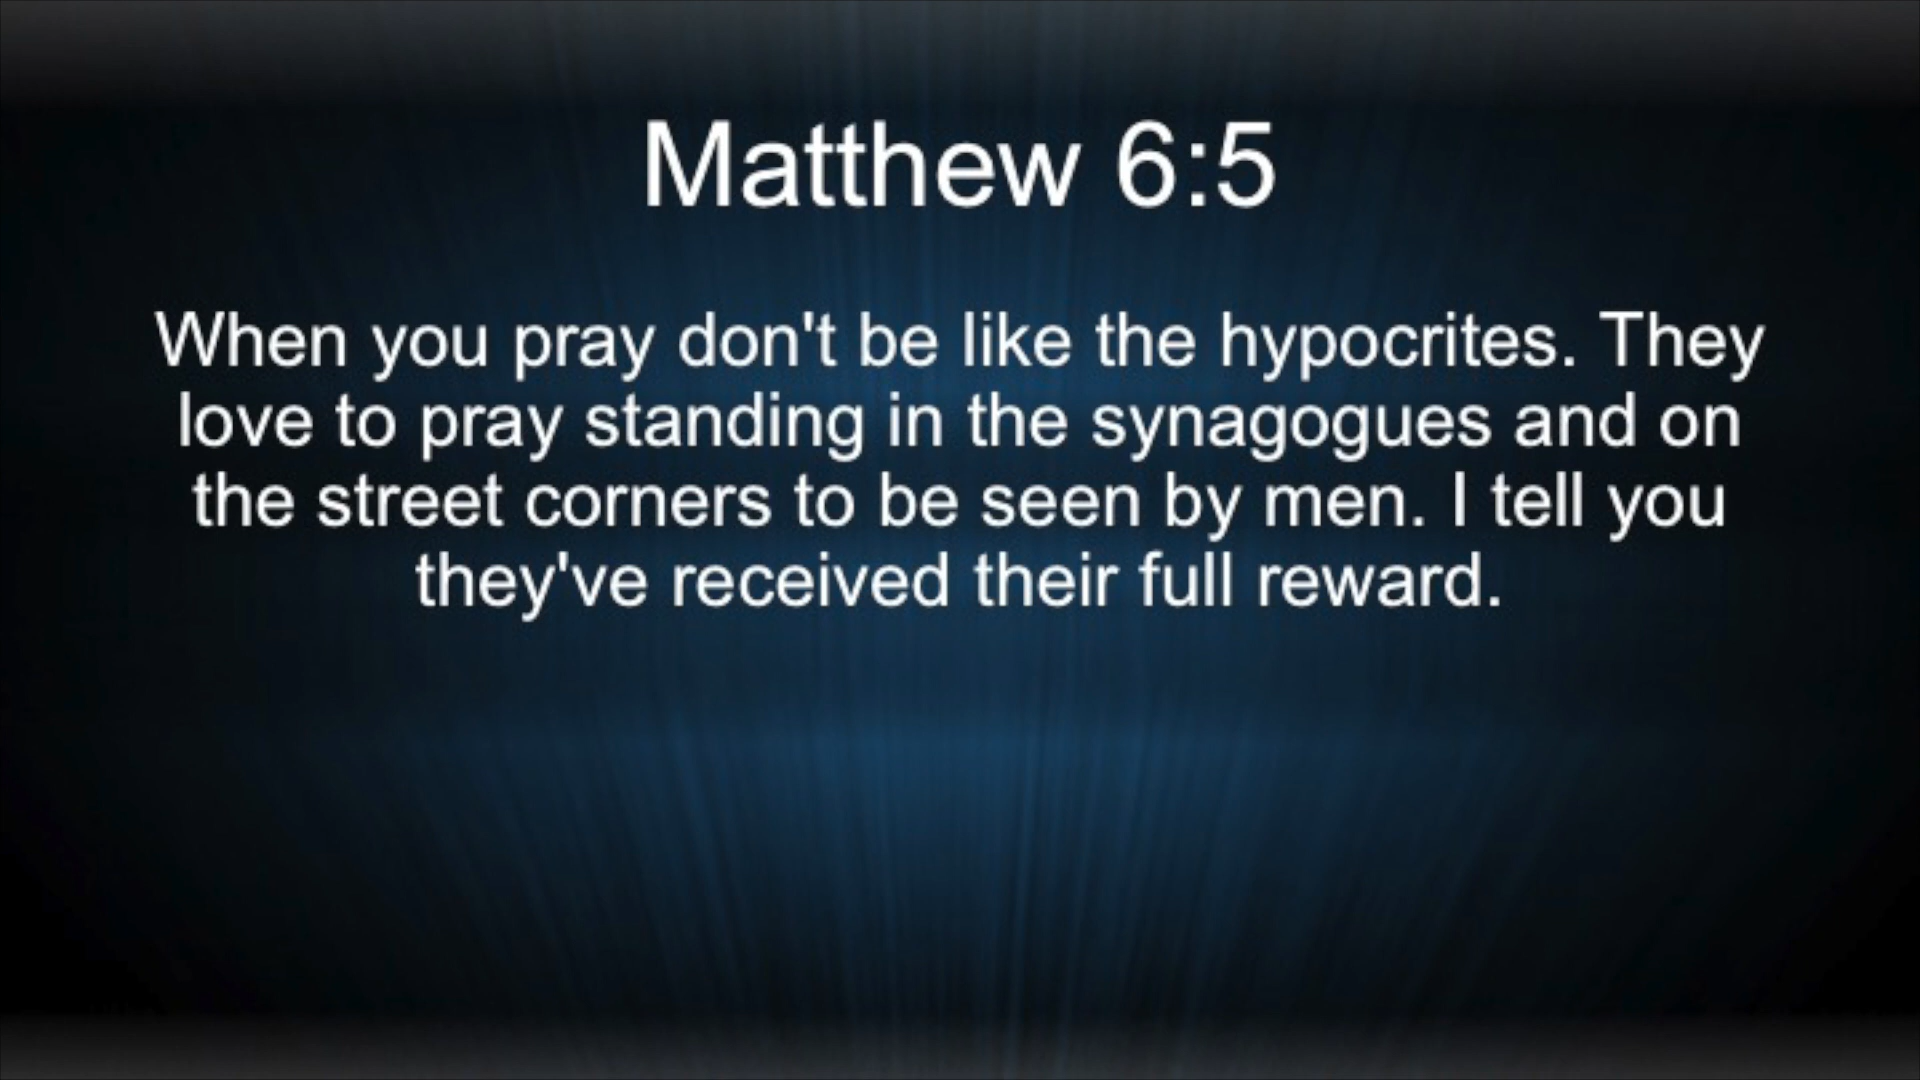 Matthew 6:5
When you pray don't be like the hypocrites. They
love to pray standing in the synagogues and on
the street corners to be seen by men. I tell you
they've received their full reward.